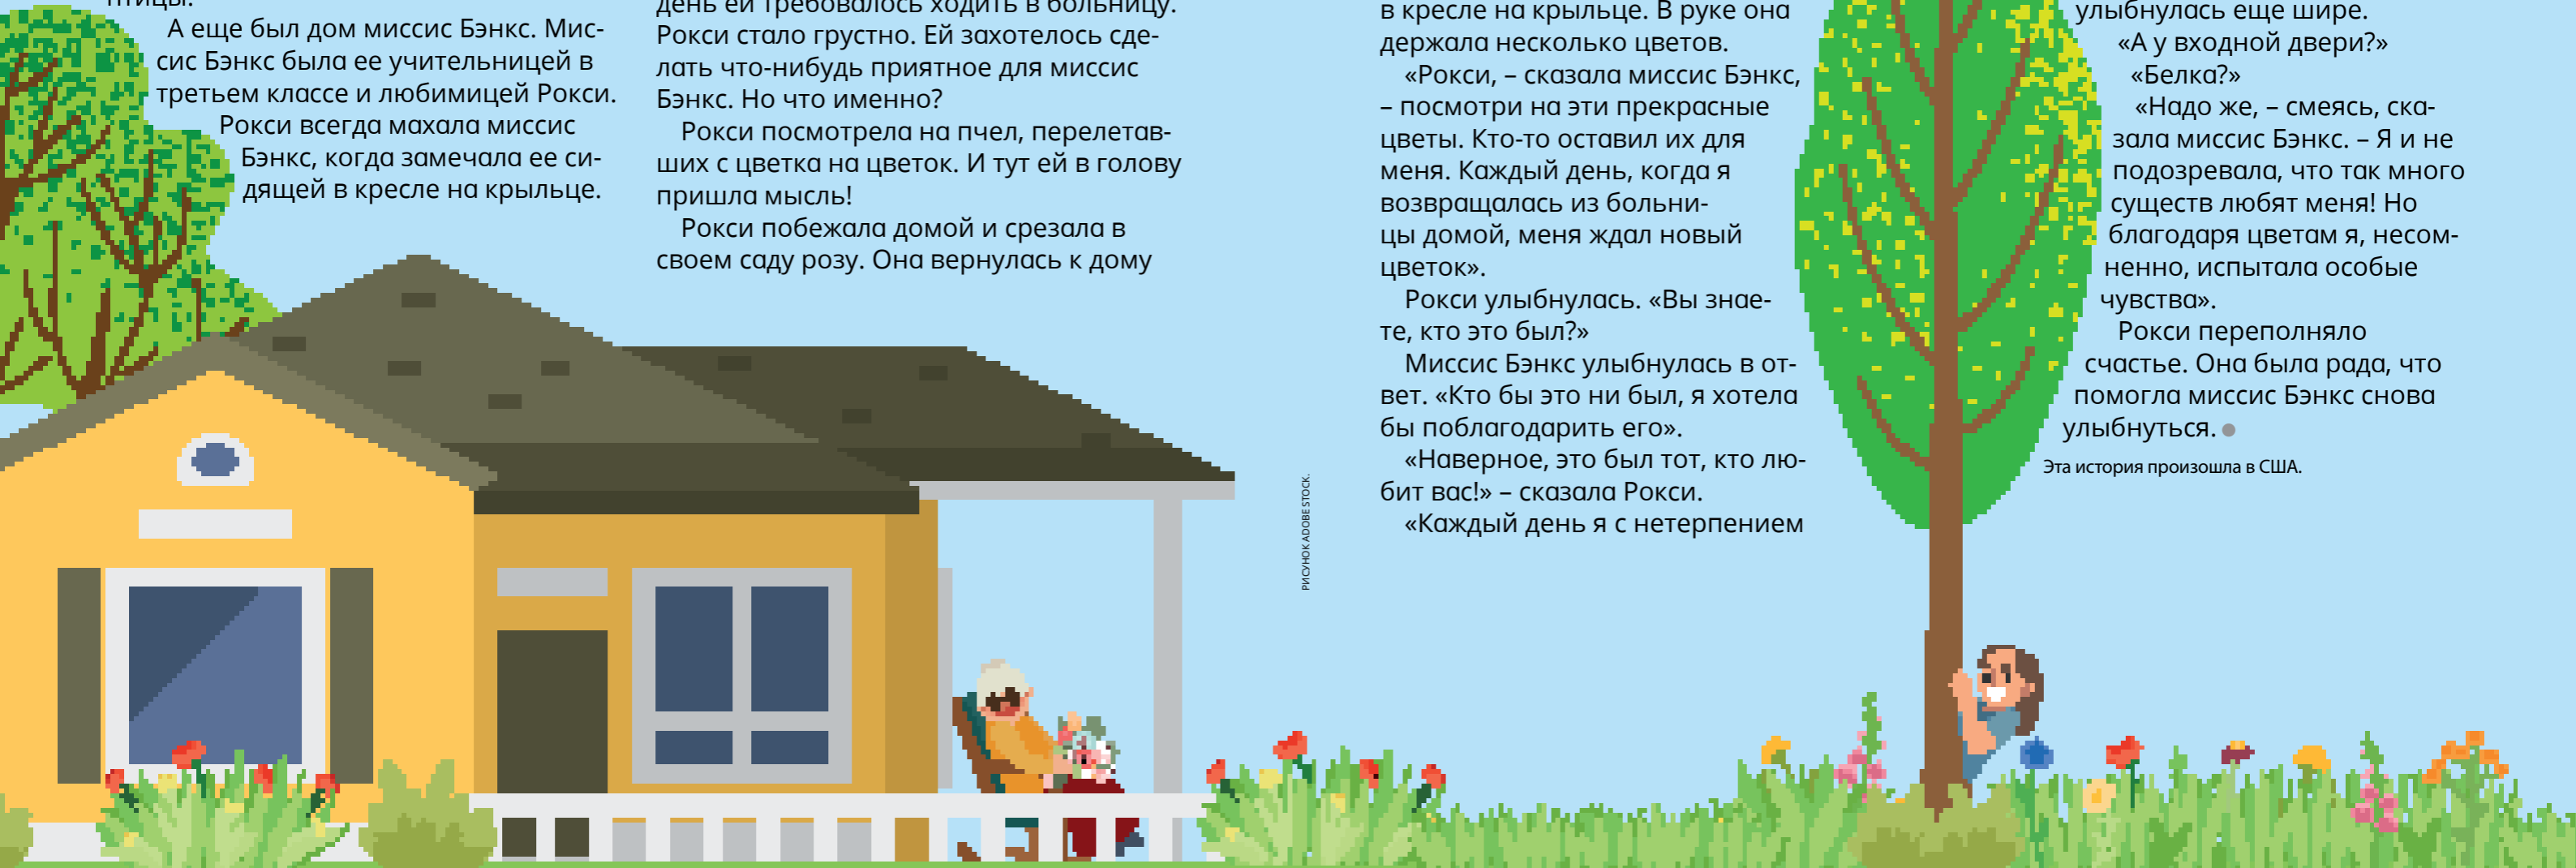 птицы.
А еще был дом миссис Бэнкс. Мис-
сис Бэнкс была ее учительницей в
третьем классе и любимицей Рокси.
Рокси всегда махала миссис
Бэнкс, когда замечала ее си-
дящей в кресле на крыльце.
день ей требовалось ходить в больницу.
Рокси стало грустно. Ей захотелось сде-
лать что-нибудь приятное для миссис
Бэнкс. Но что именно?
Рокси посмотрела на пчел, перелетав-
ших с цветка на цветок. И тут ей в голову
пришла мысль!
Рокси побежала домой и срезала в
своем саду розу. Она вернулась к дому
РИСУНОК ADOBE STOCK.
в кресле на крыльце. В руке она
держала несколько цветов.
«Рокси, – сказала миссис Бэнкс,
– посмотри на эти прекрасные
цветы. Кто-то оставил их для
меня. Каждый день, когда я
возвращалась из больни-
цы домой, меня ждал новый
цветок».
Рокси улыбнулась. «Вы знае-
те, кто это был?»
Миссис Бэнкс улыбнулась в от-
вет. «Кто бы это ни был, я хотела
бы поблагодарить его».
«Наверное, это был тот, кто лю-
бит вас!» – сказала Рокси.
«Каждый день я с нетерпением
улыбнулась еще шире.
«А у входной двери?»
«Белка?»
«Надо же, – смеясь, ска-
зала миссис Бэнкс. – Я и не
подозревала, что так много
существ любят меня! Но
благодаря цветам я, несом-
ненно, испытала особые
чувства».
Рокси переполняло
счастье. Она была рада, что
помогла миссис Бэнкс снова
улыбнуться.
Эта история произошла в США.